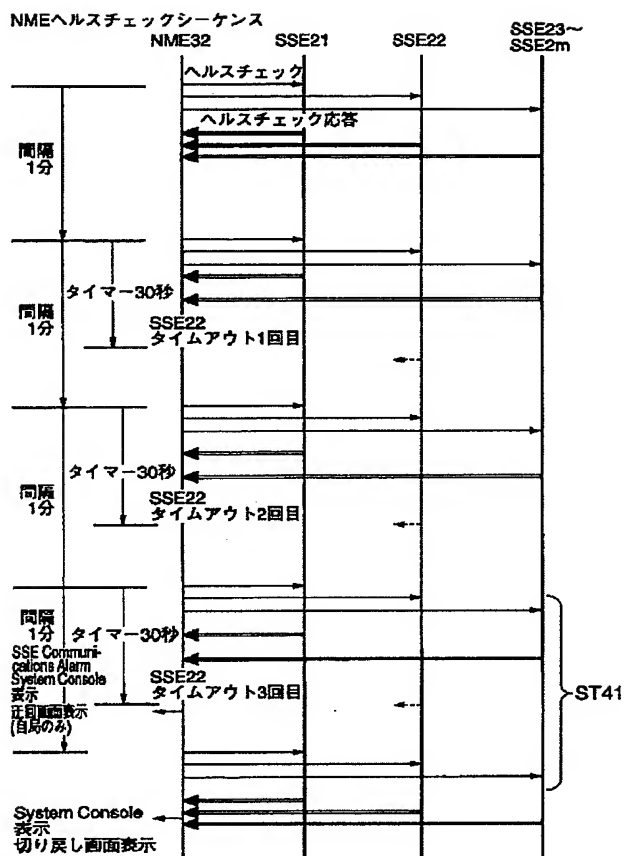 NMEヘルスチェックシーケンス
NME32
SSE21
SSE22
SSE23〜
SSE2m
ヘルスチェック
ヘルスチェック応答
間隔
1分
タイマー30秒
間隔
1分
SSE22
タイムアウト1回目
タイマー30秒
間隔
1分
SSE22
タイムアウト2回目
間隔
1分
タイマー30秒
SSE Communi-
cations Alarm
System Console
表示
画面表示
(自局のみ)
SSE22
タイムアウト3回目
ST41
System Console
表示
切り戻し画面表示